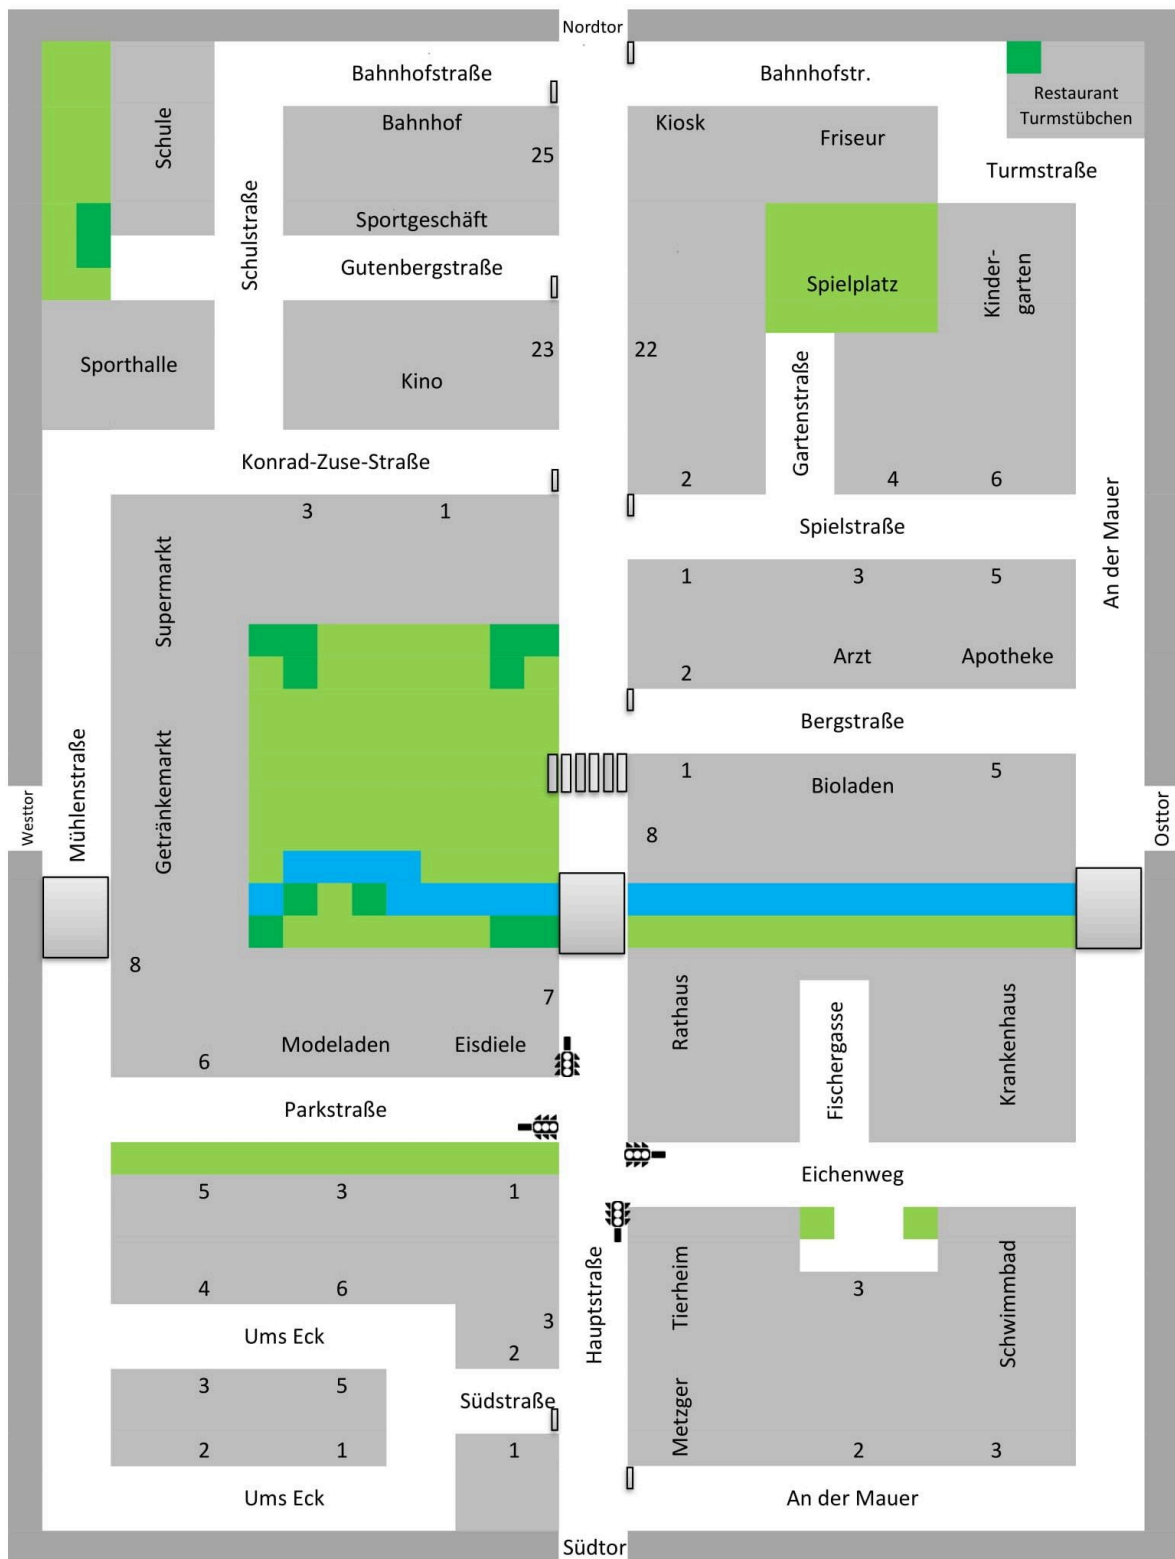 Nordtor
Bahnhofstraße
Bahnhofstr.
Restaurant
Turmstübchen
Schule
Bahnhof
25
Sportgeschäft
Kiosk
Friseur
Turmstraße
Schulstraße
Gutenbergstraße
Spielplatz
Kinder-
garten
Sporthalle
23
Kino
22
Gartenstraße
Konrad-Zuse-Straße
2
4
6
An der Mauer
3
1
Spielstraße
Supermarkt
1
3
5
Arzt
Apotheke
2
Bergstraße
Getränkemarkt
Mühlenstraße
Westtor
1
5
Bioladen
8
Osttor
8
7
Rathaus
Fischergasse
Krankenhaus
6
Modeladen
Eisdiele
Parkstraße
Eichenweg
5
3
1
4
6
3
2
Hauptstraße
Tierheim
3
Schwimmbad
Ums Eck
3
5
Südstraße
Metzger
2
1
1
2
3
Ums Eck
An der Mauer
Südtor